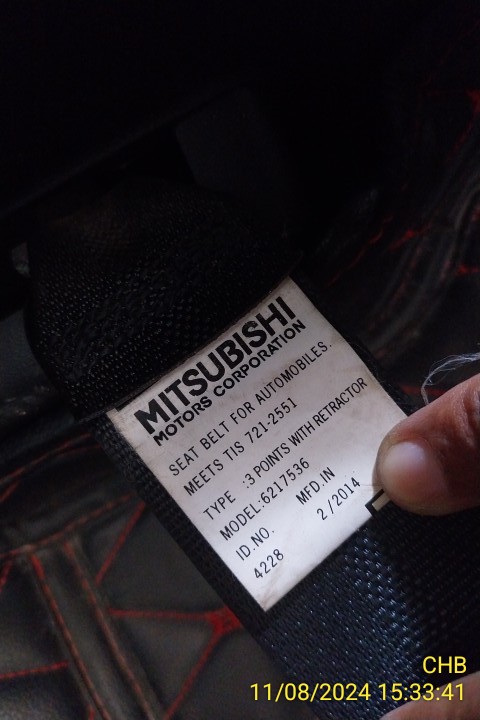 MITSUBISHI
MOTORS CORPORATION
SEAT BELT FOR AUTOMOBILES.
MEETS TIS 721-2551
TYPE :3 POINTS WITH RETRACTOR
MODEL:6217536
ID.NO. MFD.IN
4228 2/2014
CHB
11/08/2024 15:33:41